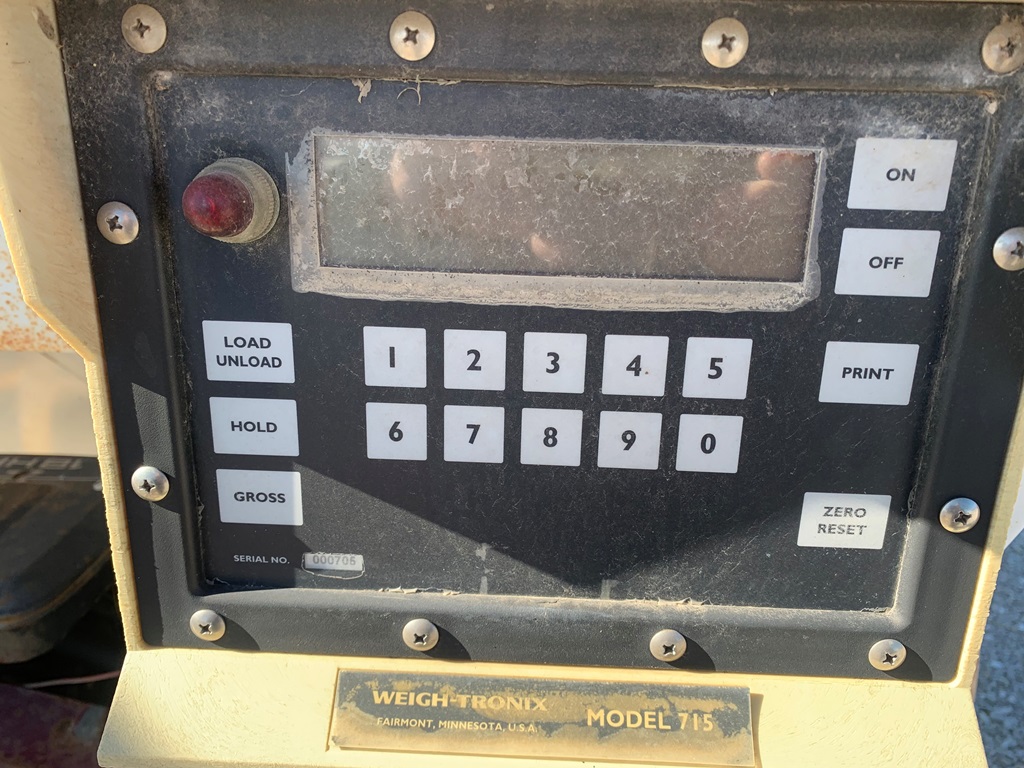 ON
OFF
LOAD
UNLOAD
1 2 3 4 5
PRINT
HOLD
6 7 8 9 0
GROSS
ZERO
RESET
SERIAL NO. 000705
WEIGH-TRONIX
FAIRMONT, MINNESOTA, U.S.A.
MODEL 715